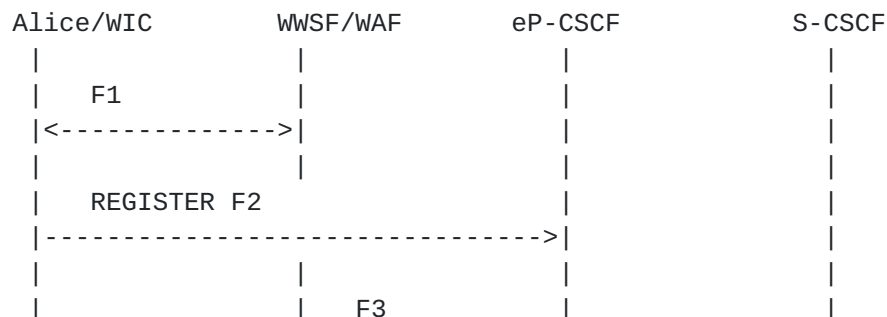 Alice/WIC        WWSF/WAF       eP-CSCF          S-CSCF
 |                |                |                |
 |   F1           |                |                |
 |<-------------->|                |                |
 |                |                |                |
 |   REGISTER F2                   |                |
 |-------------------------------->|                |
 |                |                |                |
 |                |   F3           |                |